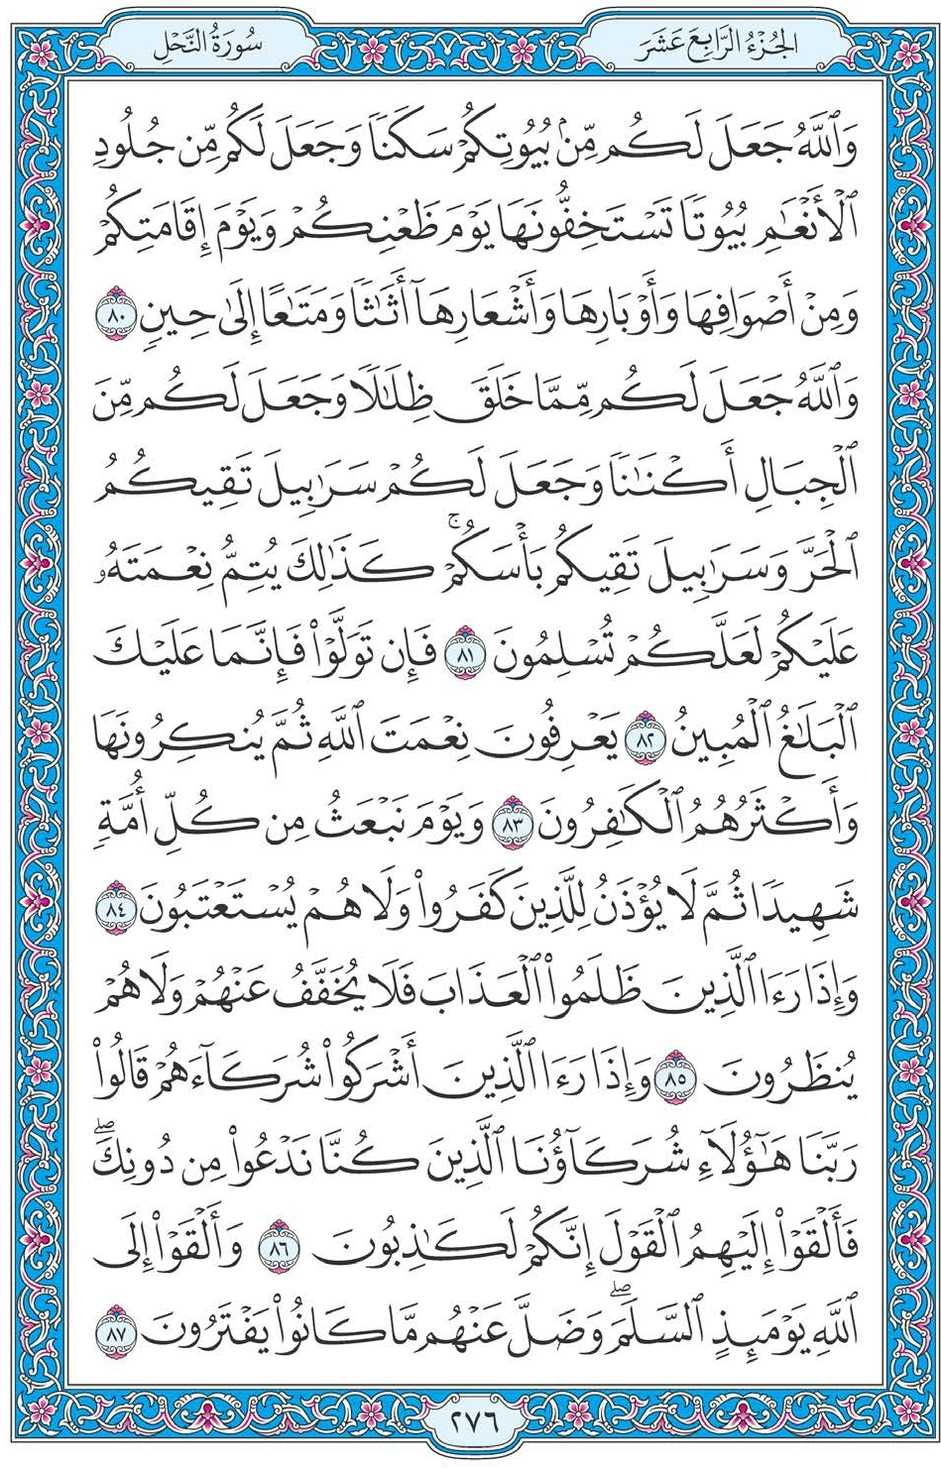 الجُزْءُ الرَّابِعَ عَشَرَ
سُورَةُ النَّحْلِ
وَٱللَّهُ جَعَلَ لَكُم مِّنۢ بُيُوتِكُمْ سَكَنًا وَجَعَلَ لَكُم مِّن جُلُودِ
ٱلْأَنْعَٰمِ بُيُوتًا تَسْتَخِفُّونَهَا يَوْمَ ظَعْنِكُمْ وَيَوْمَ إِقَامَتِكُمْ
وَمِنْ أَصْوَافِهَا وَأَوْبَارِهَا وَأَشْعَارِهَآ أَثَٰثًا وَمَتَٰعًا إِلَىٰ حِينٍ ٨٠
وَٱللَّهُ جَعَلَ لَكُم مِّمَّا خَلَقَ ظِلَٰلًا وَجَعَلَ لَكُم مِّنَ
ٱلْجِبَالِ أَكْنَٰنًا وَجَعَلَ لَكُمْ سَرَٰبِيلَ تَقِيكُمُ
ٱلْحَرَّ وَسَرَٰبِيلَ تَقِيكُم بَأْسَكُمْ ۚ كَذَٰلِكَ يُتِمُّ نِعْمَتَهُۥ
عَلَيْكُمْ لَعَلَّكُمْ تُسْلِمُونَ ٨١ فَإِن تَوَلَّوْا۟ فَإِنَّمَا عَلَيْكَ
ٱلْبَلَٰغُ ٱلْمُبِينُ ٨٢ يَعْرِفُونَ نِعْمَتَ ٱللَّهِ ثُمَّ يُنكِرُونَهَا
وَأَكْثَرُهُمُ ٱلْكَٰفِرُونَ ٨٣ وَيَوْمَ نَبْعَثُ مِن كُلِّ أُمَّةٍ
شَهِيدًا ثُمَّ لَا يُؤْذَنُ لِلَّذِينَ كَفَرُوا۟ وَلَا هُمْ يُسْتَعْتَبُونَ ٨٤
وَإِذَا رَءَا ٱلَّذِينَ ظَلَمُوا۟ ٱلْعَذَابَ فَلَا يُخَفَّفُ عَنْهُمْ وَلَا هُمْ
يُنظَرُونَ ٨٥ وَإِذَا رَءَا ٱلَّذِينَ أَشْرَكُوا۟ شُرَكَآءَهُمْ قَالُوا۟
رَبَّنَا هَٰٓؤُلَآءِ شُرَكَآؤُنَا ٱلَّذِينَ كُنَّا نَدْعُوا۟ مِن دُونِكَ ۖ
فَأَلْقَوْا۟ إِلَيْهِمُ ٱلْقَوْلَ إِنَّكُمْ لَكَٰذِبُونَ ٨٦ وَأَلْقَوْا۟ إِلَى
ٱللَّهِ يَوْمَئِذٍ ٱلسَّلَمَ ۖ وَضَلَّ عَنْهُم مَّا كَانُوا۟ يَفْتَرُونَ ٨٧
٢٧٦